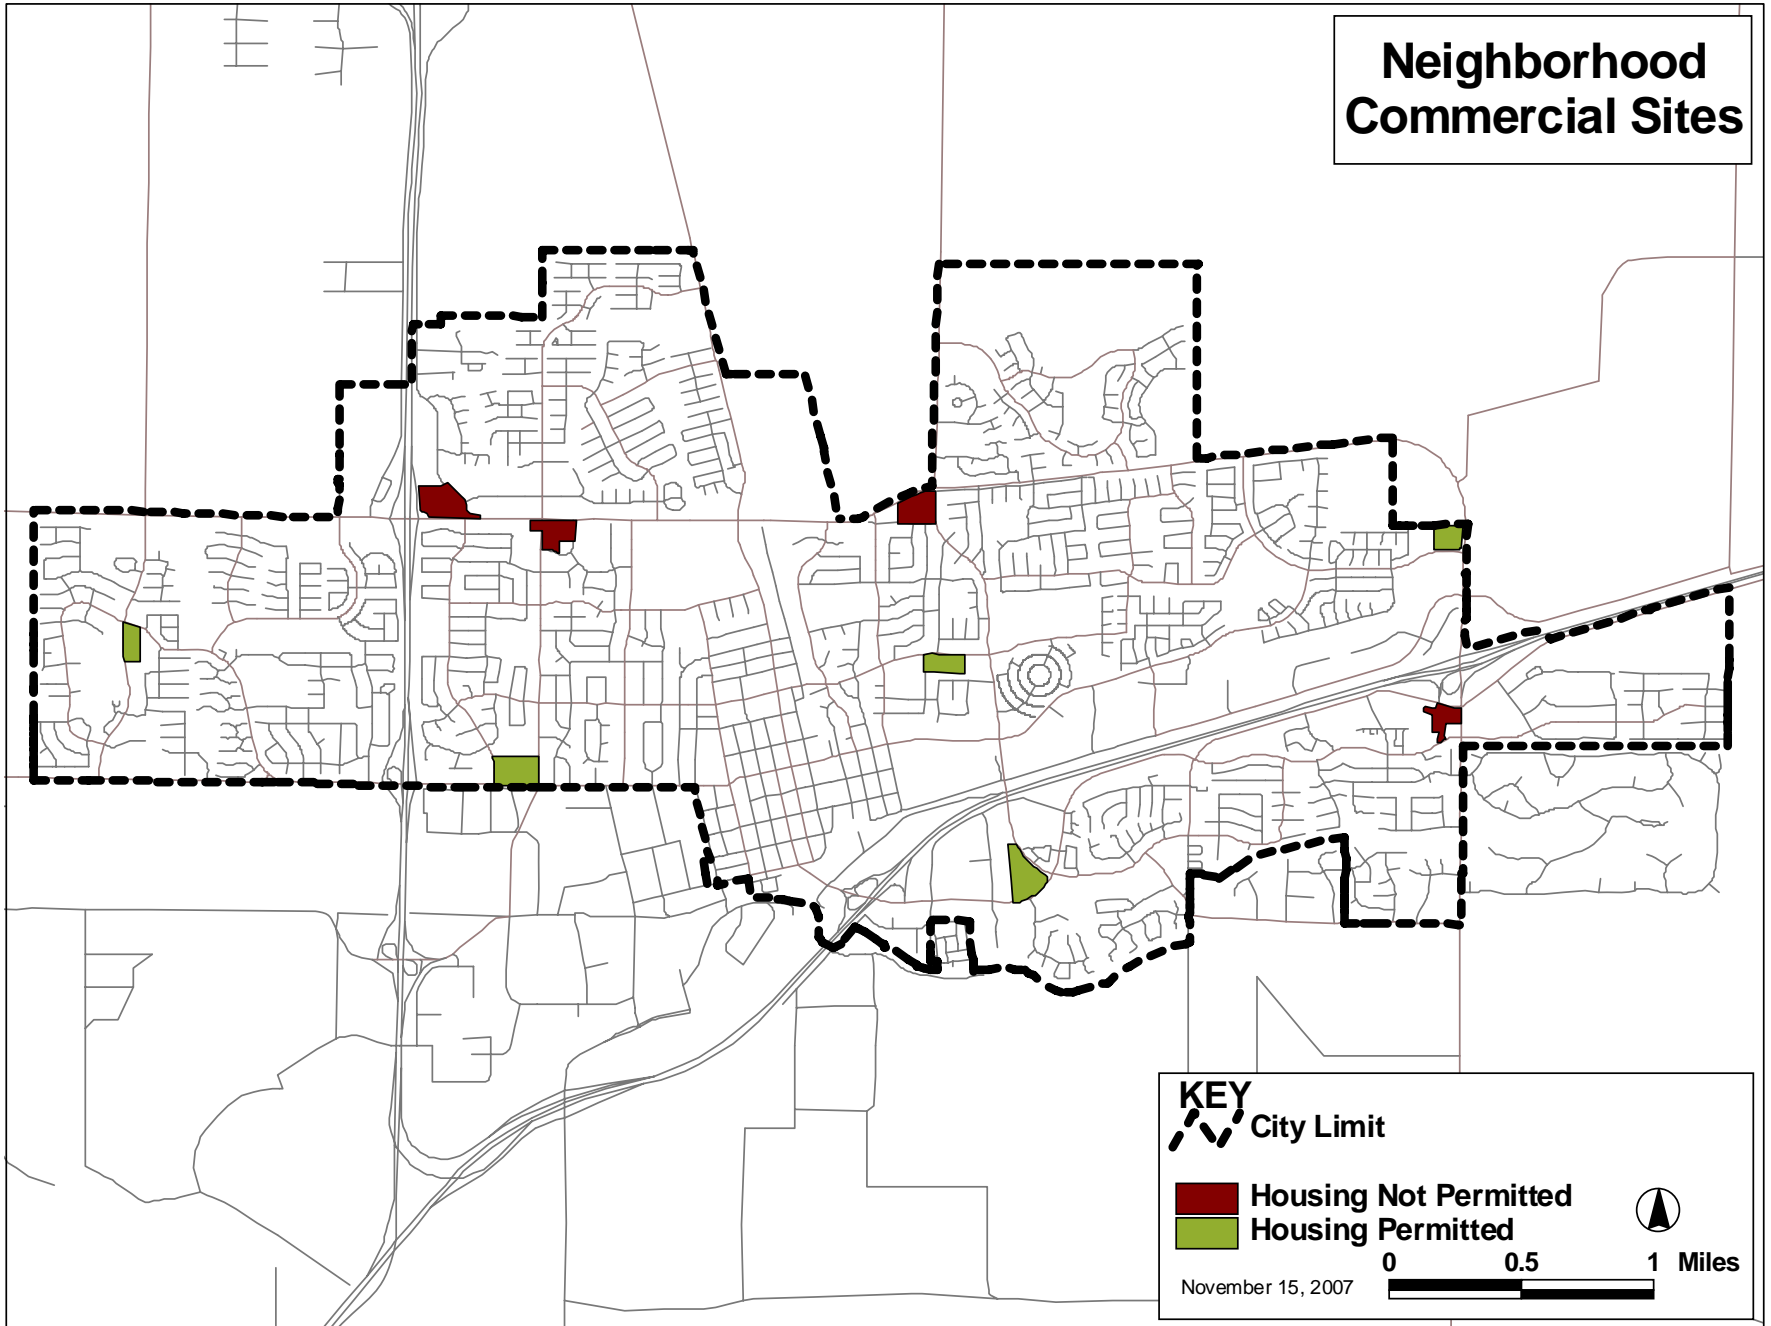 Neighborhood
Commercial Sites
KEY
City Limit
Housing Not Permitted
Housing Permitted
0 0.5 1 Miles
November 15, 2007